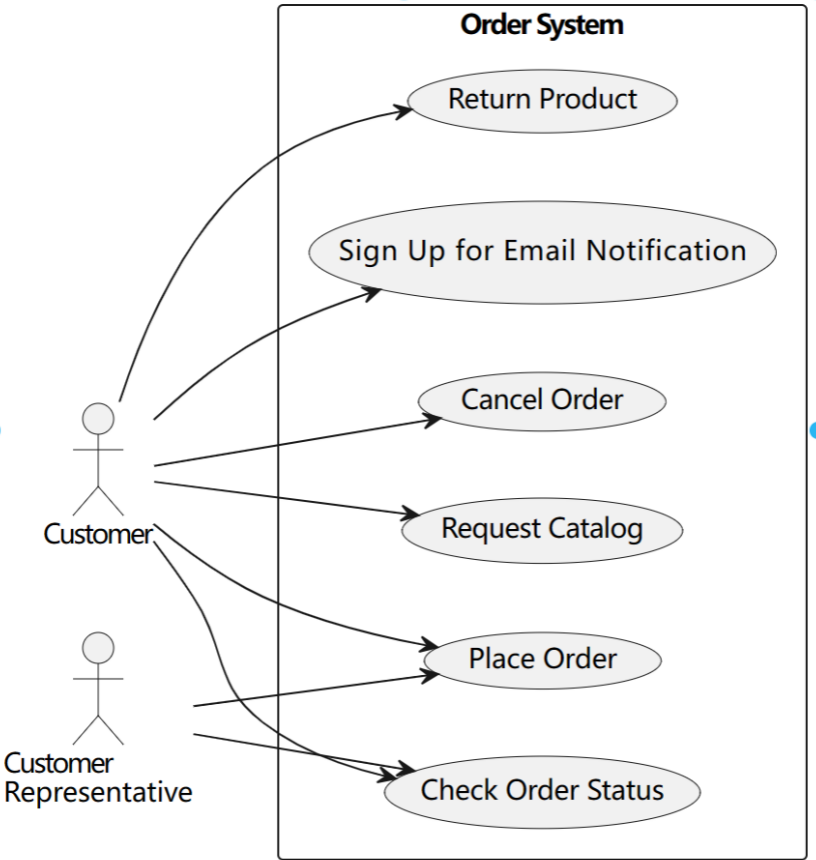 Order System
Return Product
Sign Up for Email Notification
Cancel Order
Request Catalog
Customer
Place Order
Customer
Representative
Check Order Status